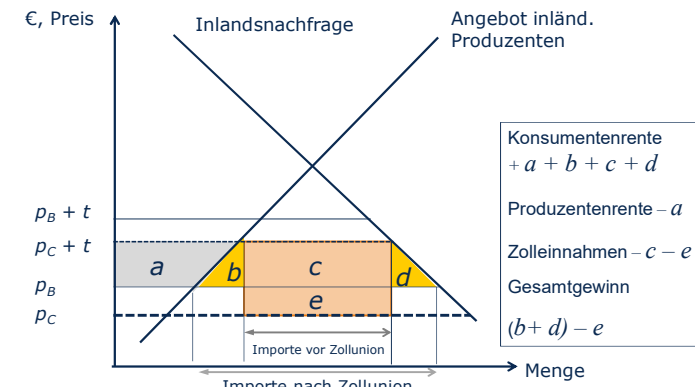 €, Preis
Inlandsnachfrage
Angebot inländ.
Produzenten
p_B + t
p_C + t
p_B
p_C
a
b
c
d
e
Importe vor Zollunion
Importe nach Zollunion
Menge
Konsumentenrente
+ a + b + c + d
Produzentenrente – a
Zolleinnahmen – c – e
Gesamtgewinn
(b+ d) – e